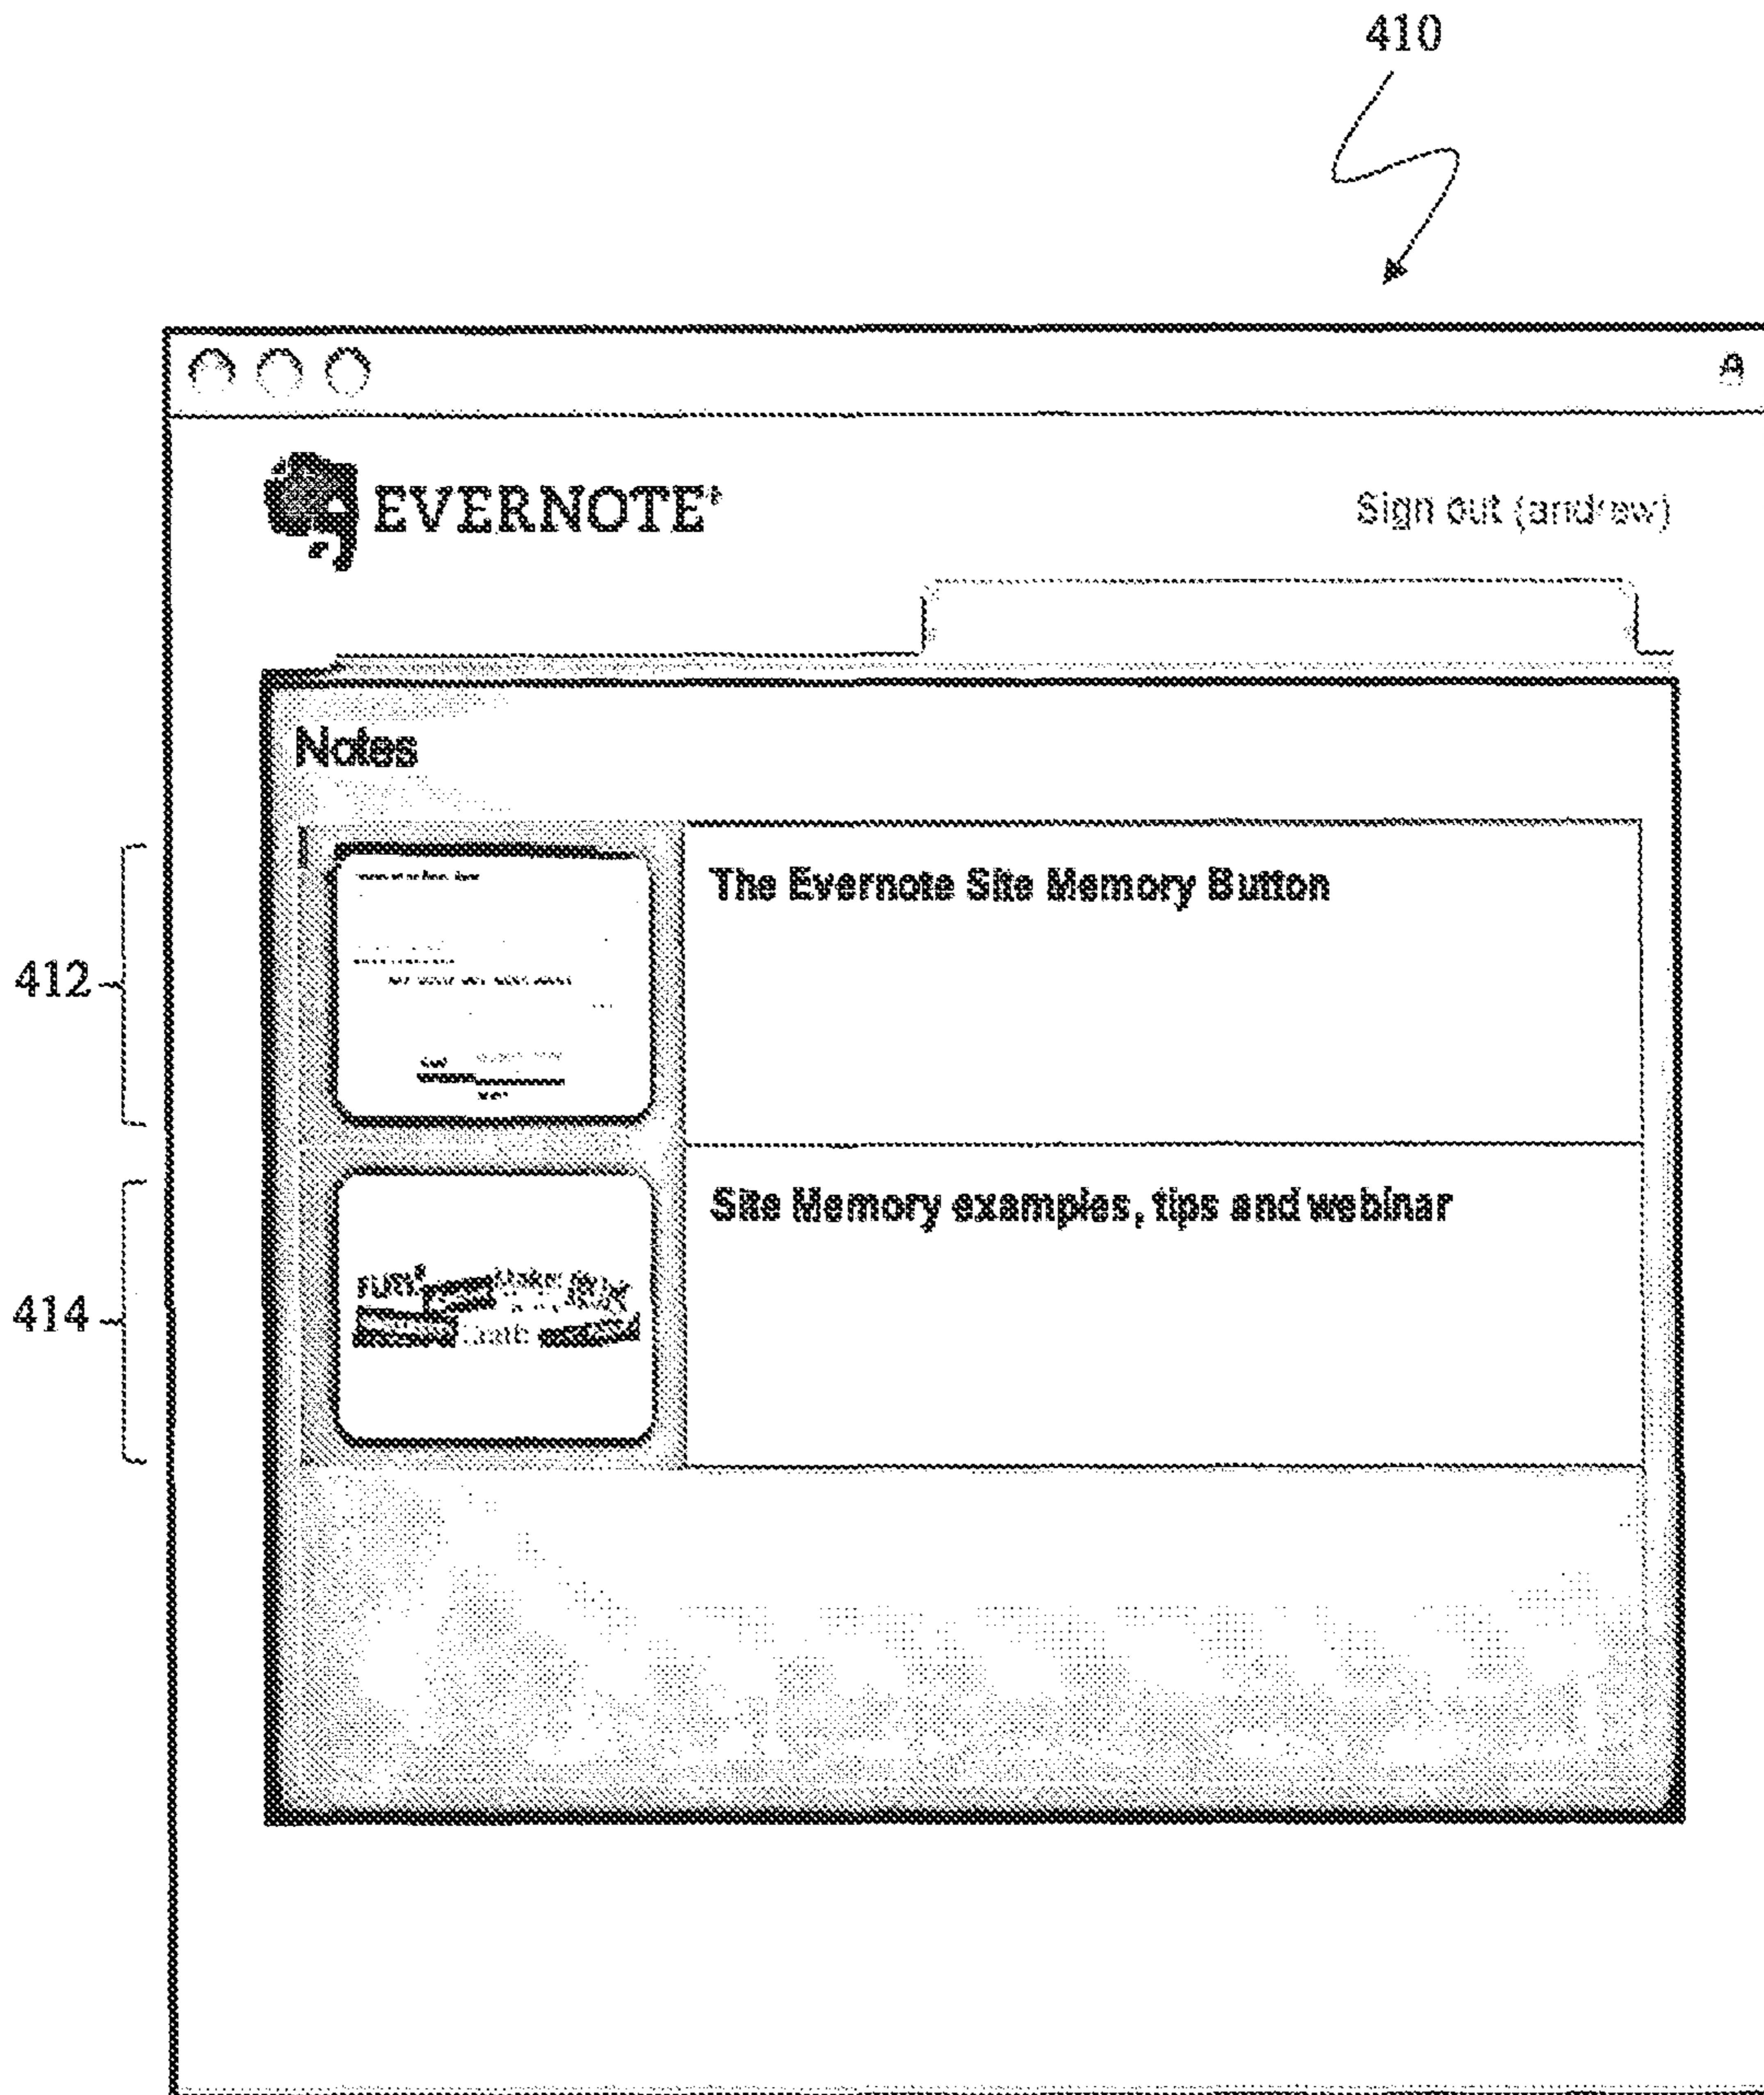 410
EVERNOTE®
Sign out (andrew)
Notes
412
The Evernote Site Memory Button
414
Site Memory examples, tips and webinar